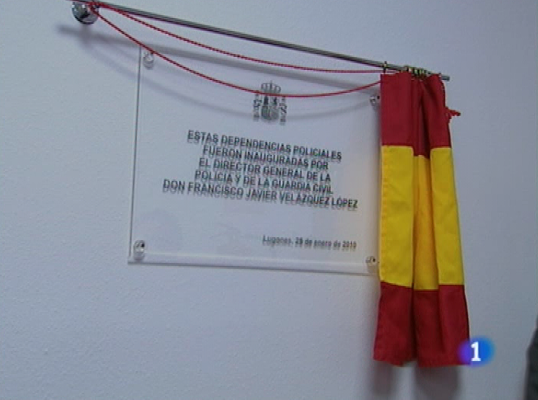 ESTAS DEPENDENCIAS POLICIALES
FUERON INAUGURADAS POR
EL DIRECTOR GENERAL DE LA
POLICÍA Y DE LA GUARDIA CIVIL
DON FRANCISCO JAVIER VELÁZQUEZ LÓPEZ
Lugones, 29 de enero de 2010
1